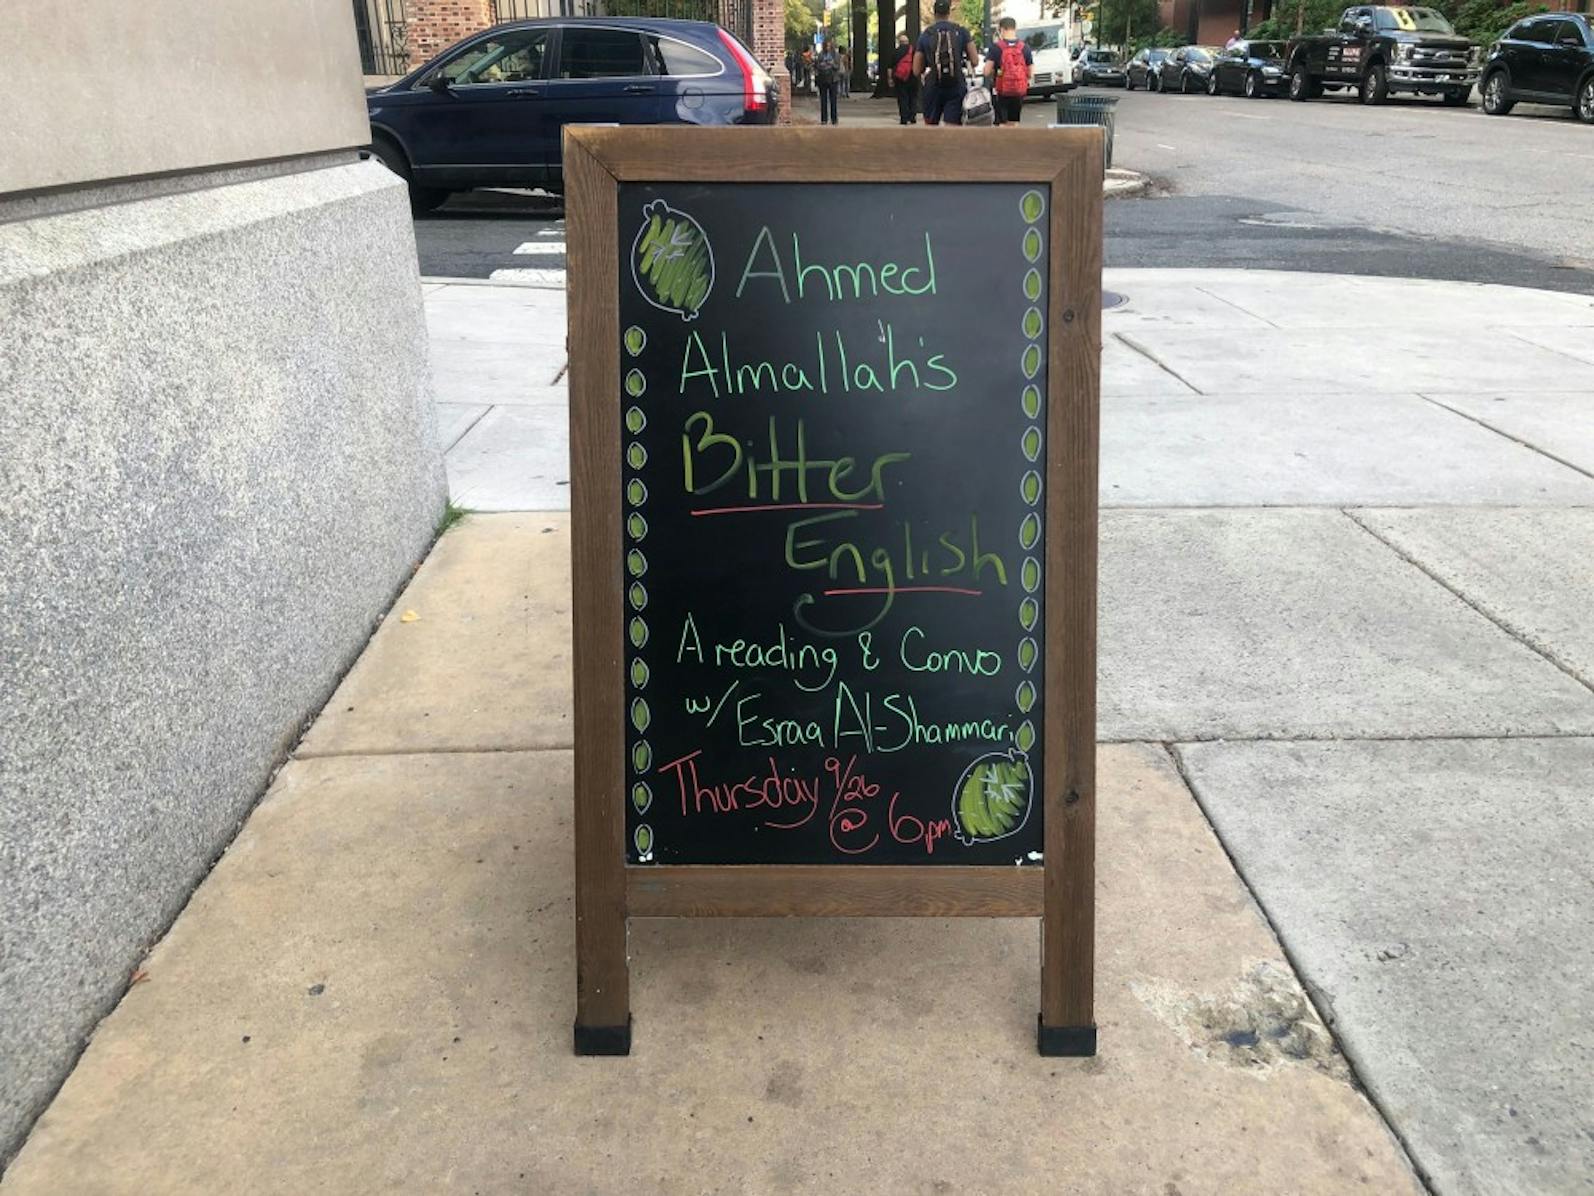 Ahmed
Almallah's
Bitter
English
A reading & Convo
w/ Esraa Al-Shammari
Thursday 9/26
@ 6pm